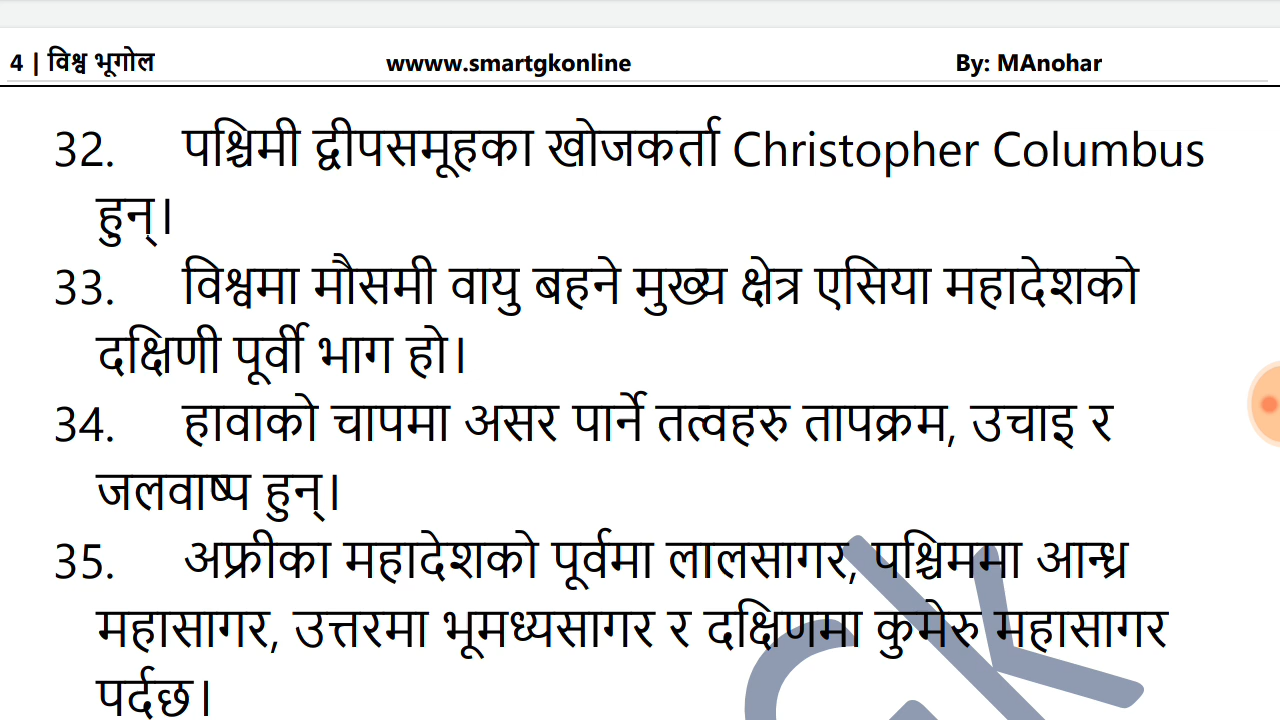 4 | विश्व भूगोल wwww.smartgkonline By: MAnohar
32. पश्चिमी द्वीपसमूहका खोजकर्ता Christopher Columbus
हुन्।
33. विश्वमा मौसमी वायु बहने मुख्य क्षेत्र एसिया महादेशको
दक्षिणी पूर्वी भाग हो।
34. हावाको चापमा असर पार्ने तत्वहरु तापक्रम, उचाइ र
जलवाष्प हुन्।
35. अफ्रीका महादेशको पूर्वमा लालसागर, पश्चिममा आन्ध्र
महासागर, उत्तरमा भूमध्यसागर र दक्षिणमा कुमेरु महासागर
पर्दछ।
GK